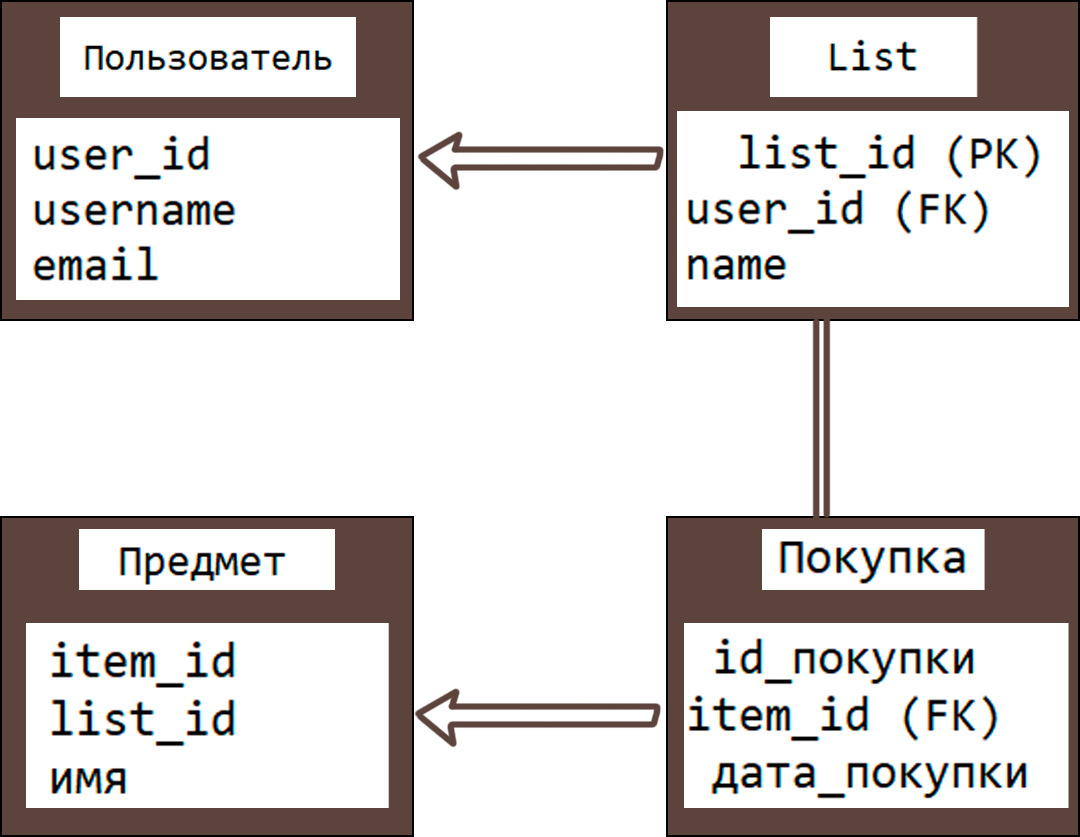 Пользователь
user_id
username
email
List
list_id (PK)
user_id (FK)
name
Предмет
item_id
list_id
имя
Покупка
id_покупки
item_id (FK)
дата_покупки